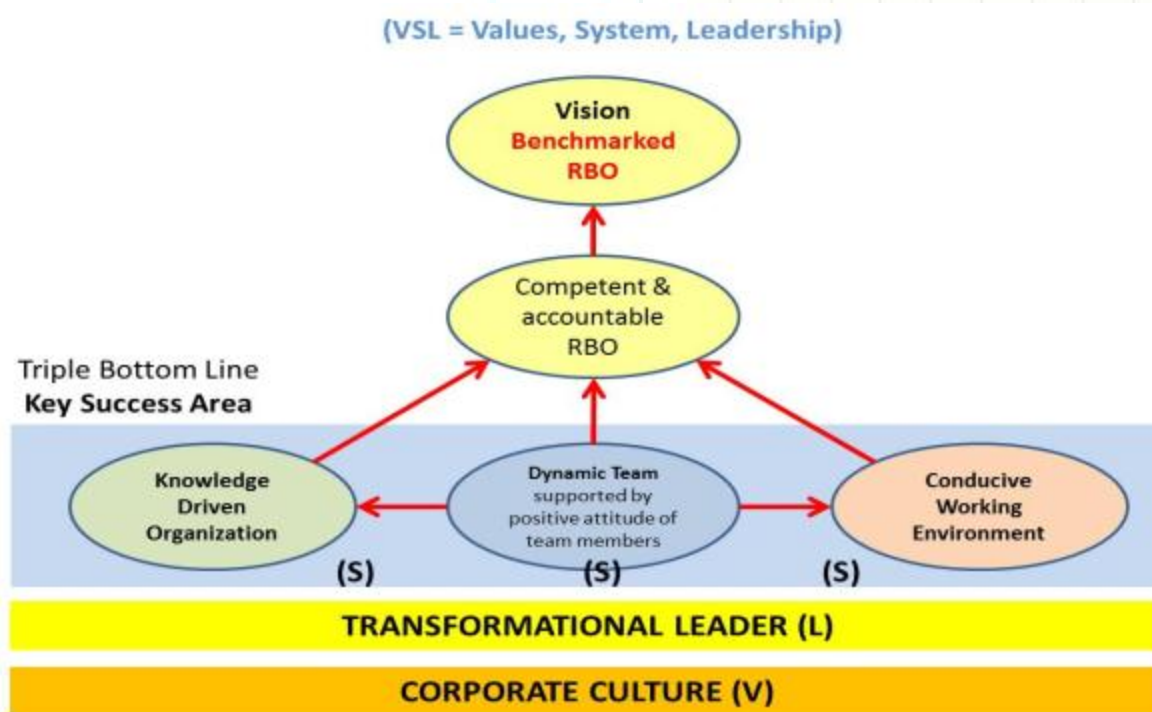 (VSL = Values, System, Leadership)
Vision
Benchmarked
RBO
Competent &
accountable
RBO
Triple Bottom Line
Key Success Area
Knowledge
Driven
Organization
Dynamic Team
supported by
positive attitude of
team members
Conducive
Working
Environment
(S)
(S)
(S)
TRANSFORMATIONAL LEADER (L)
CORPORATE CULTURE (V)